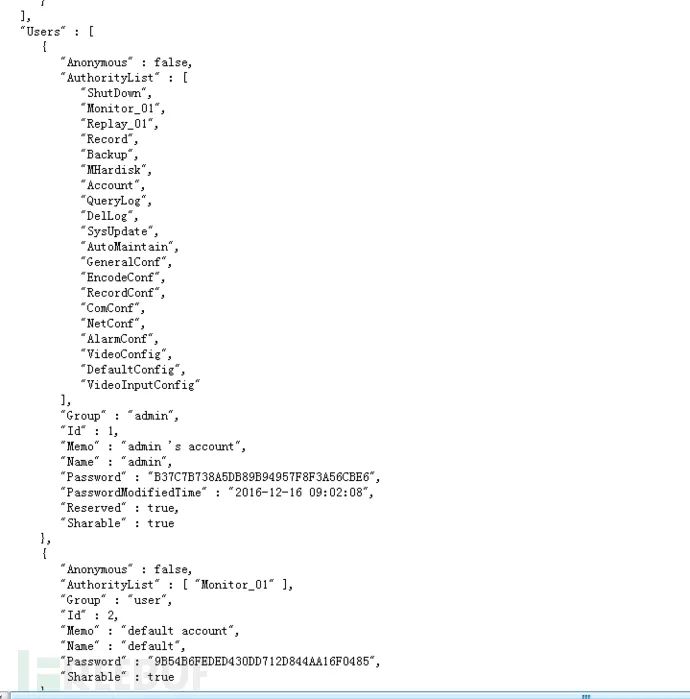 }
],
"Users" : [
{
"Anonymous" : false,
"AuthorityList" : [
"ShutDown",
"Monitor_01",
"Replay_01",
"Record",
"Backup",
"MHardisk",
"Account",
"QueryLog",
"DelLog",
"SysUpdate",
"AutoMaintain",
"GeneralConf",
"EncodeConf",
"RecordConf",
"ComConf",
"NetConf",
"AlarmConf",
"VideoConfig",
"DefaultConfig",
"VideoInputConfig"
],
"Group" : "admin",
"Id" : 1,
"Memo" : "admin 's account",
"Name" : "admin",
"Password" : "B37C7B738A5DB89B94957F8F3A56CBE6",
"PasswordModifiedTime" : "2016-12-16 09:02:08",
"Reserved" : true,
"Sharable" : true
},
{
"Anonymous" : false,
"AuthorityList" : [ "Monitor_01" ],
"Group" : "user",
"Id" : 2,
"Memo" : "default account",
"Name" : "default",
"Password" : "9B54B6FEDED430DD712D844AA16F0485",
"Sharable" : true
}